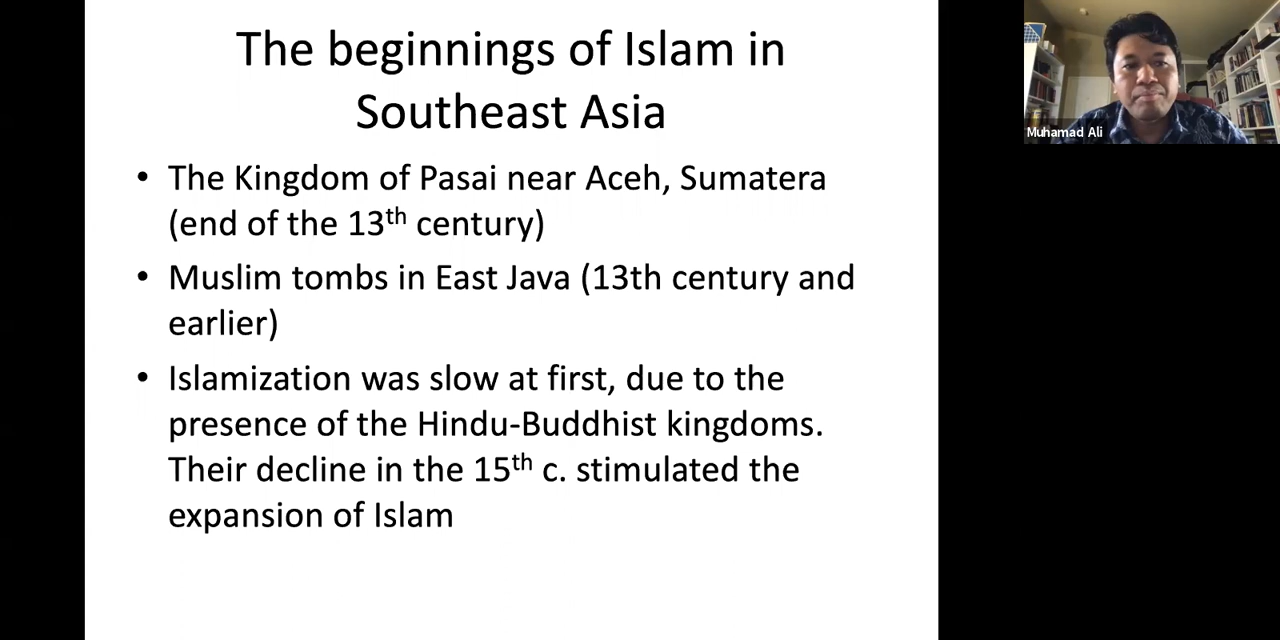 The beginnings of Islam in
Southeast Asia
• The Kingdom of Pasai near Aceh, Sumatera
(end of the 13th century)
• Muslim tombs in East Java (13th century and
earlier)
• Islamization was slow at first, due to the
presence of the Hindu-Buddhist kingdoms.
Their decline in the 15th c. stimulated the
expansion of Islam
Muhamad Ali